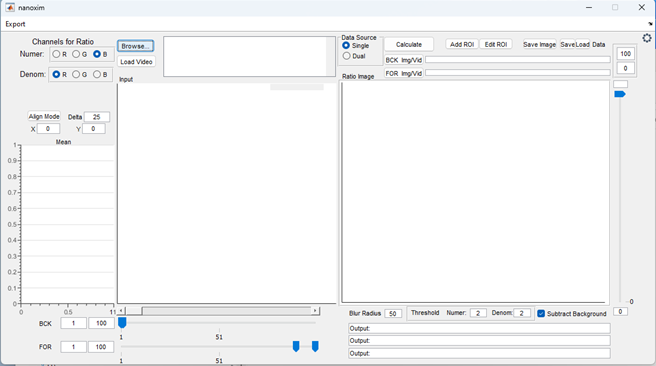 nanoxim
Export
Channels for Ratio
Numer: R G B
Denom: R G B
Browse...
Load Video
Data Source
Single
Dual
Calculate
Add ROI
Edit ROI
Save Image
Save Load Data
BCK Img/Vid
FOR Img/Vid
100
0
Input
Ratio Image
Align Mode Delta 25
X 0 Y 0
Mean
1
0.9
0.8
0.7
0.6
0.5
0.4
0.3
0.2
0.1
0
0 0.5 1
0
BCK 1 100
1 51
FOR 1 100
1 51
Blur Radius 50
Threshold Numer: 2 Denom: 2
Subtract Background
0
Output:
Output:
Output: